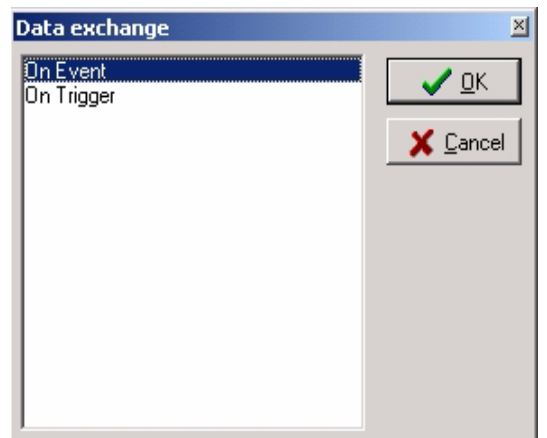 Data exchange
On Event
On Trigger
OK
Cancel